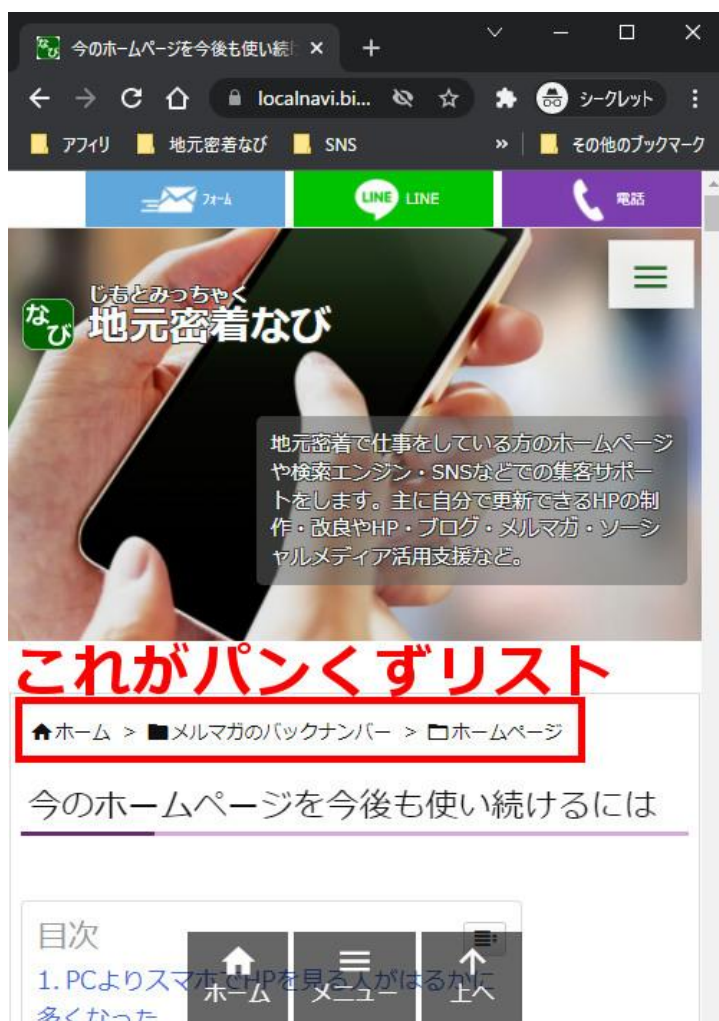 なび 今のホームページを今後も使い続け
localnavi.bi... シークレット
アフィリ 地元密着なび SNS » その他のブックマーク
フォーム LINE LINE 電話
じもとみっちゃく
なび 地元密着なび
地元密着で仕事をしている方のホームページ
や検索エンジン・SNSなどでの集客サポー
トをします。主に自分で更新できるHPの制
作・改良やHP・ブログ・メルマガ・ソーシ
ャルメディア活用支援など。
これがパンくずリスト
ホーム > メルマガのバックナンバー > ホームページ
今のホームページを今後も使い続けるには
目次
1. PCよりスマホでHPを見る人がはるかに
多くなった
ホーム メニュー 上へ